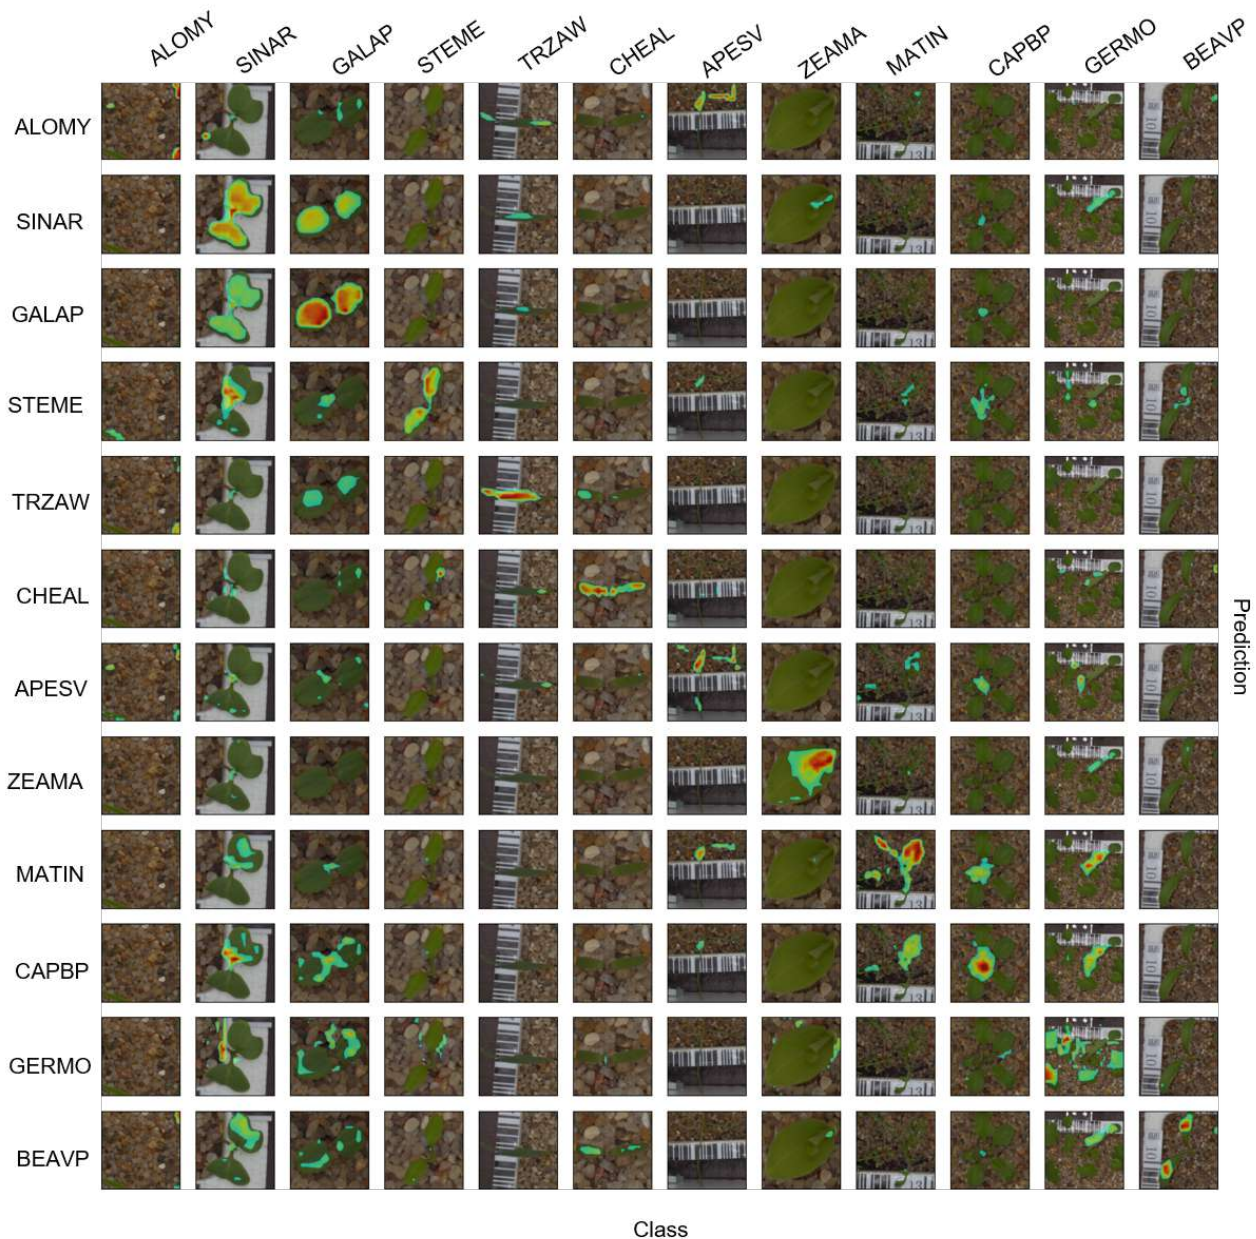 ALOMY SINAR GALAP STEME TRZAW CHEAL APESV ZEAMA MATIN CAPBP GERMO BEAVP
ALOMY
SINAR
GALAP
STEME
TRZAW
CHEAL
APESV
ZEAMA
MATIN
CAPBP
GERMO
BEAVP
Prediction
Class